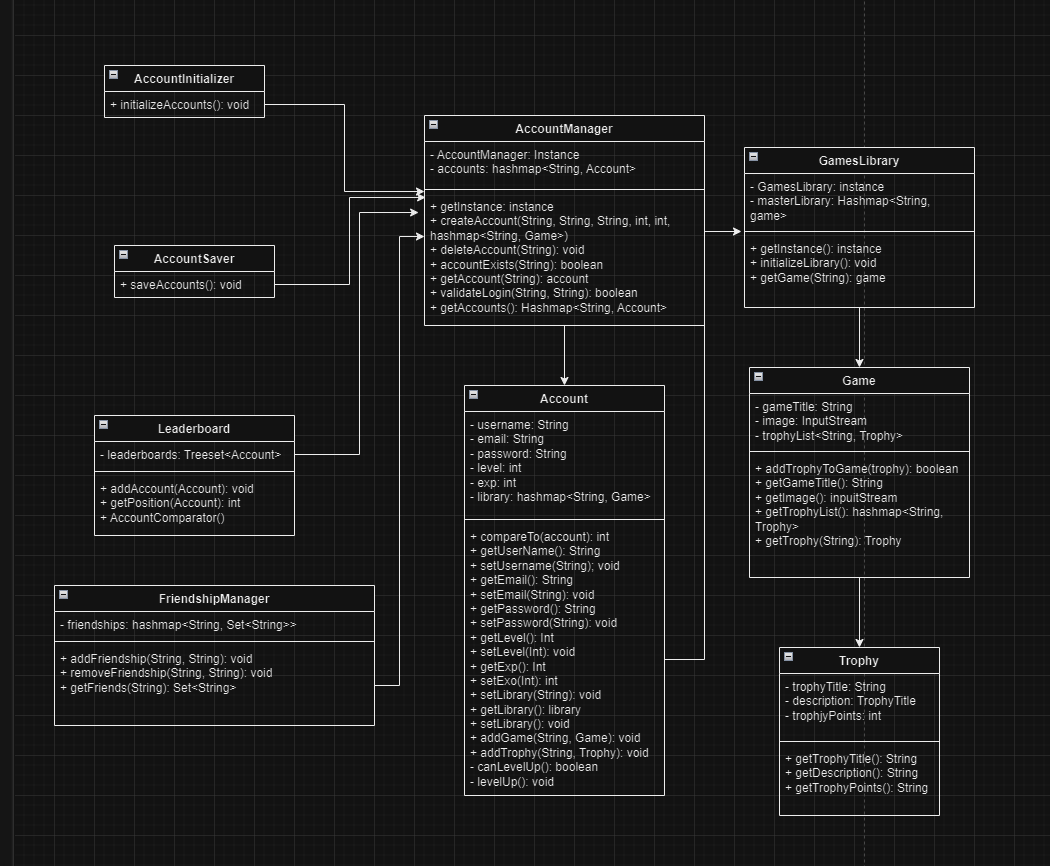 AccountInitializer
+ initializeAccounts(): void
AccountManager
- AccountManager: Instance
- accounts: hashmap<String, Account>
+ getInstance: instance
+ createAccount(String, String, String, int, int,
hashmap<String, Game>)
+ deleteAccount(String): void
+ accountExists(String): boolean
+ getAccount(String): account
+ validateLogin(String, String): boolean
+ getAccounts(): Hashmap<String, Account>
GamesLibrary
- GamesLibrary: instance
- masterLibrary: Hashmap<String,
game>
+ getInstance(): instance
+ initializeLibrary(): void
+ getGame(String): game
AccountSaver
+ saveAccounts(): void
Account
- username: String
- email: String
- password: String
- level: int
- exp: int
- library: hashmap<String, Game>
+ compareTo(account): int
+ getUserName(): String
+ setUsername(String); void
+ getEmail(): String
+ setEmail(String): void
+ getPassword(): String
+ setPassword(String): void
+ getLevel(): Int
+ setLevel(Int): void
+ getExp(): Int
+ setExo(Int): int
+ setLibrary(String): void
+ getLibrary(): library
+ setLibrary(): void
+ addGame(String, Game): void
+ addTrophy(String, Trophy): void
- canLevelUp(): boolean
- levelUp(): void
Game
- gameTitle: String
- image: InputStream
- trophyList<String, Trophy>
+ addTrophyToGame(trophy): boolean
+ getGameTitle(): String
+ getImage(): inpuitStream
+ getTrophyList(): hashmap<String,
Trophy>
+ getTrophy(String): Trophy
Leaderboard
- leaderboards: Treeset<Account>
+ addAccount(Account): void
+ getPosition(Account): int
+ AccountComparator()
FriendshipManager
- friendships: hashmap<String, Set<String>>
+ addFriendship(String, String): void
+ removeFriendship(String, String): void
+ getFriends(String): Set<String>
Trophy
- trophyTitle: String
- description: TrophyTitle
- trophjyPoints: int
+ getTrophyTitle(): String
+ getDescription(): String
+ getTrophyPoints(): String